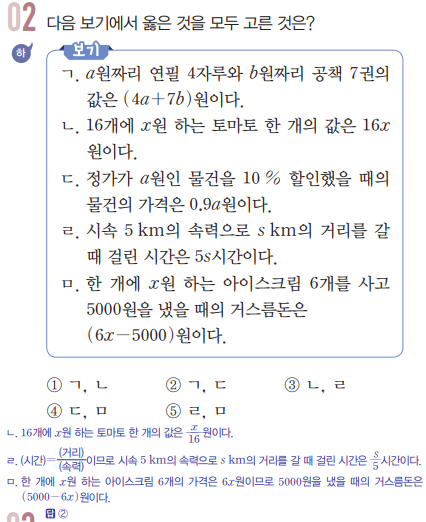 02 다음 보기에서 옳은 것을 모두 고른 것은?
하
보기
ㄱ. a원짜리 연필 4자루와 b원짜리 공책 7권의
값은 (4a+7b)원이다.
ㄴ. 16개에 x원 하는 토마토 한 개의 값은 16x
원이다.
ㄷ. 정가가 a원인 물건을 10 % 할인했을 때의
물건의 가격은 0.9a원이다.
ㄹ. 시속 5 km의 속력으로 s km의 거리를 갈
때 걸린 시간은 5s시간이다.
ㅁ. 한 개에 x원 하는 아이스크림 6개를 사고
5000원을 냈을 때의 거스름돈은
(6x-5000)원이다.
① ㄱ, ㄴ ② ㄱ, ㄷ ③ ㄴ, ㄹ
④ ㄷ, ㅁ ⑤ ㄹ, ㅁ
ㄴ. 16개에 x원 하는 토마토 한 개의 값은 x/16 원이다.
ㄹ. (시간)=(거리)/(속력)이므로 시속 5 km의 속력으로 s km의 거리를 갈 때 걸린 시간은 s/5시간이다.
ㅁ. 한 개에 x원 하는 아이스크림 6개의 가격은 6x원이므로 5000원을 냈을 때의 거스름돈은
(5000-6x)원이다.
답 ②